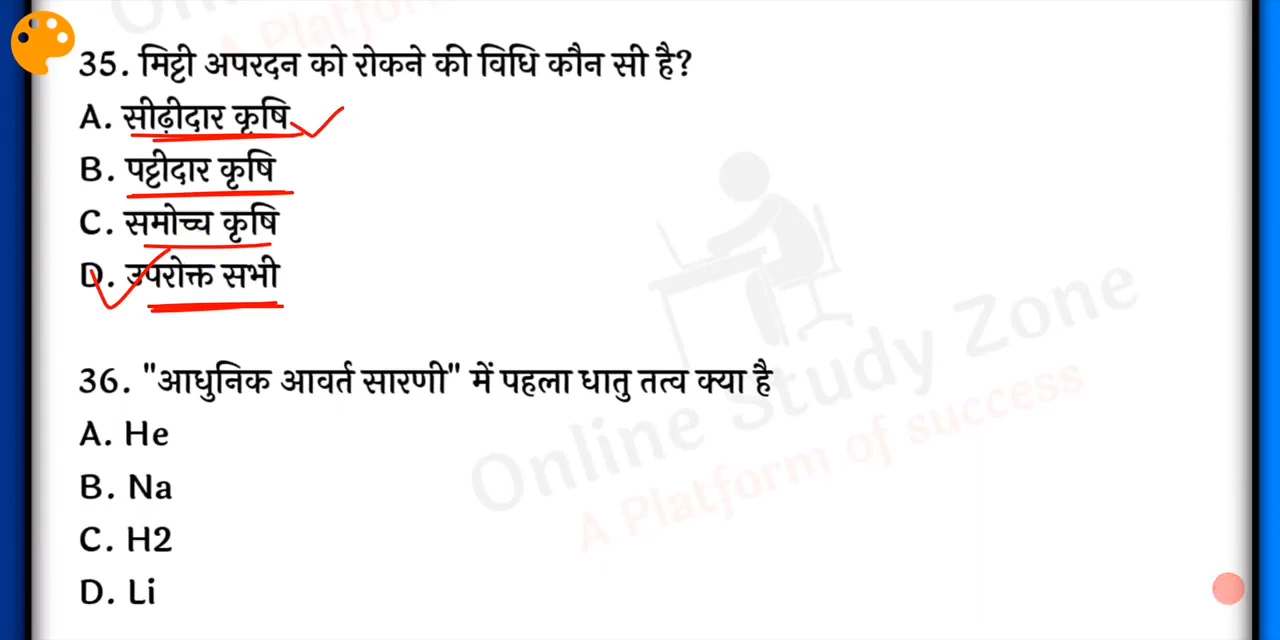 35. मिट्टी अपरदन को रोकने की विधि कौन सी है?
A. सीढ़ीदार कृषि
B. पट्टीदार कृषि
C. समोच्च कृषि
D. उपरोक्त सभी
36. "आधुनिक आवर्त सारणी" में पहला धातु तत्व क्या है
A. He
B. Na
C. H2
D. Li
Online Study Zone
A Platform of success